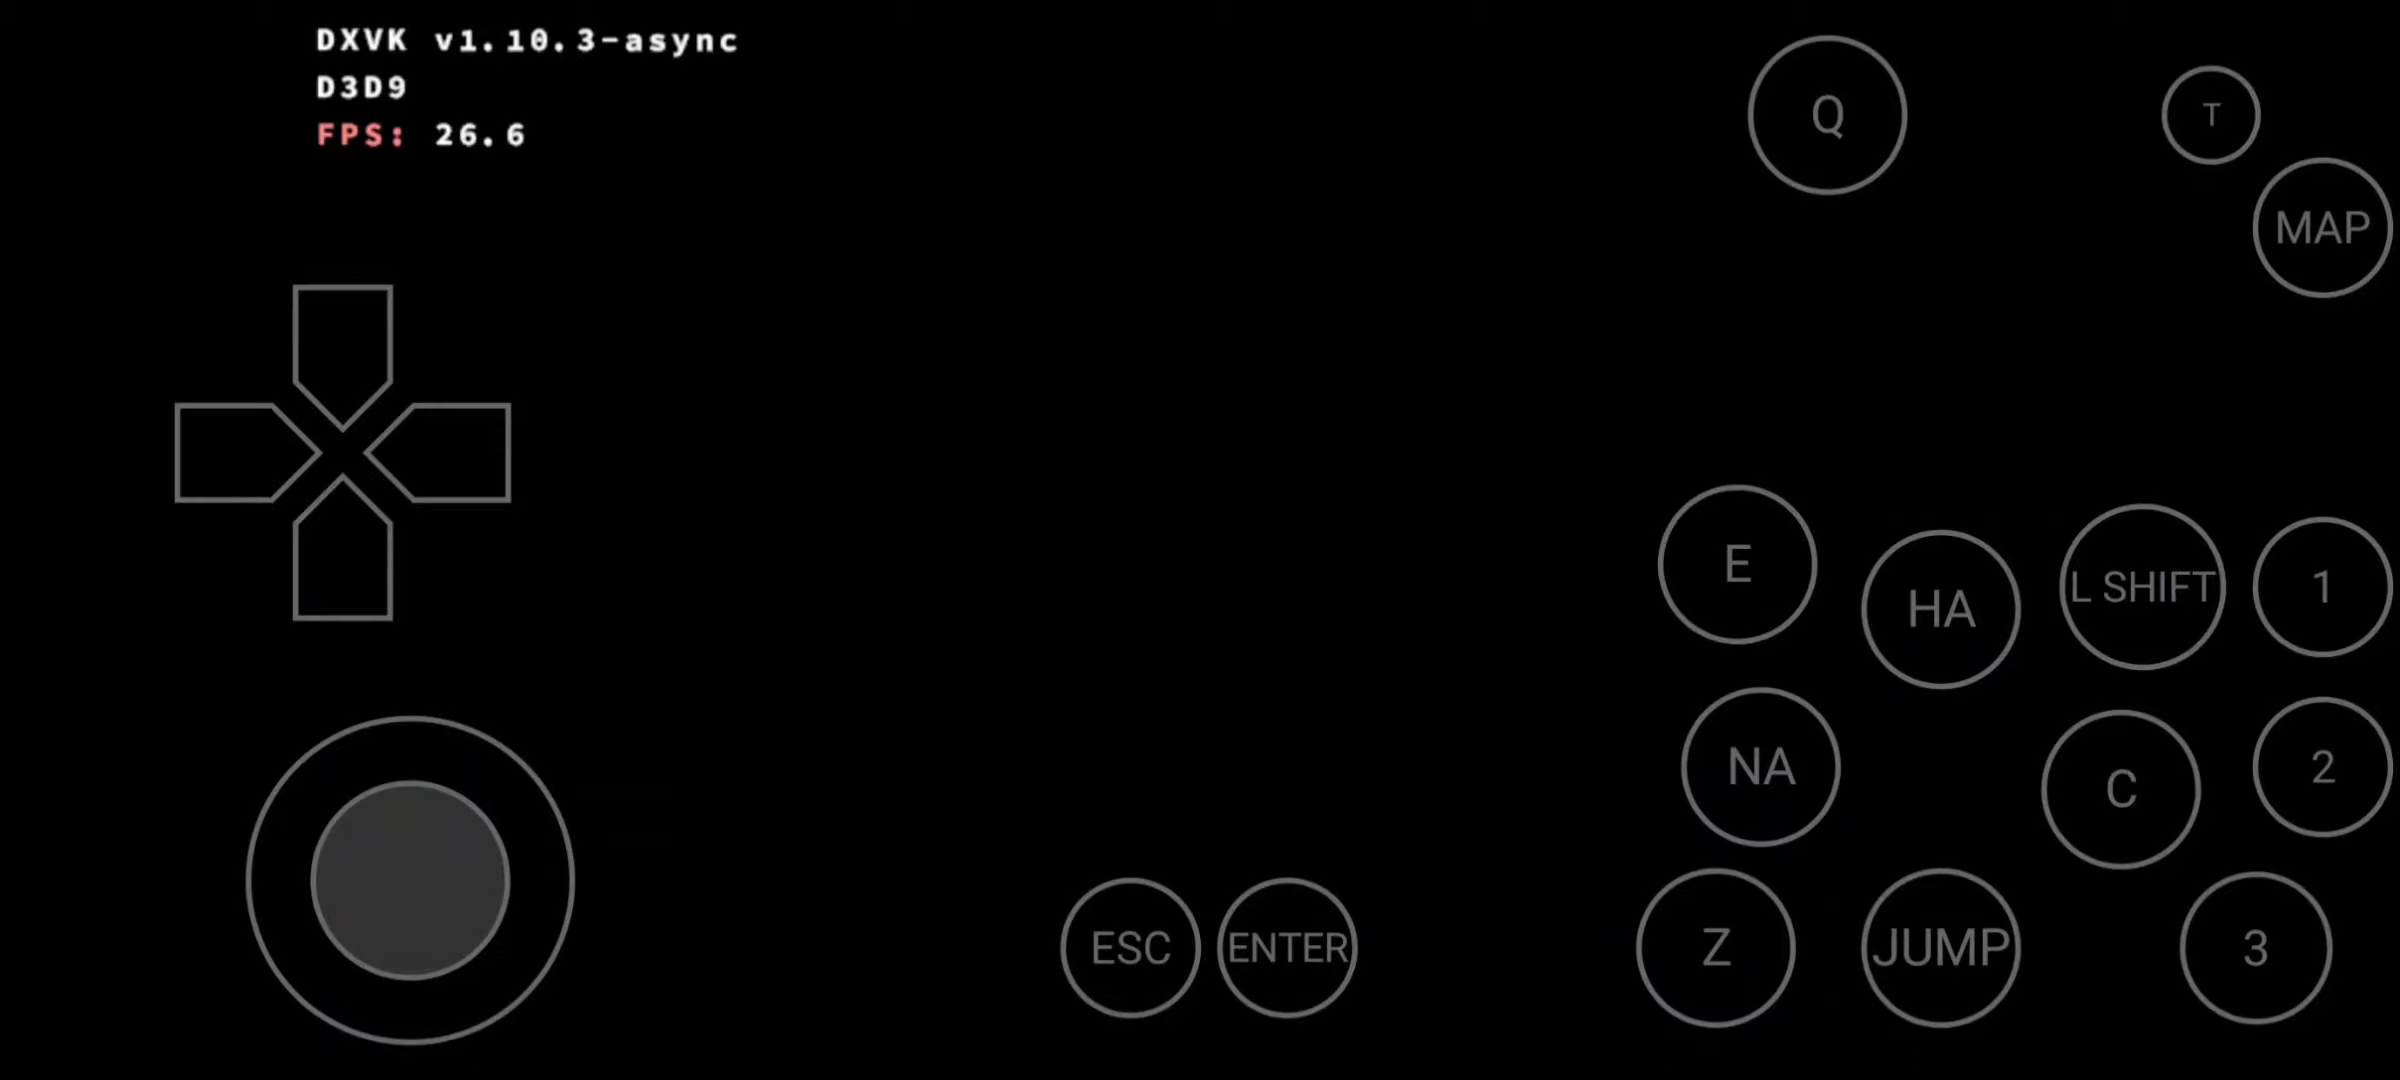 DXVK v1.10.3-async
D3D9
FPS: 26.6
Q
T
MAP
E
HA
L SHIFT
1
NA
C
2
ESC
ENTER
Z
JUMP
3